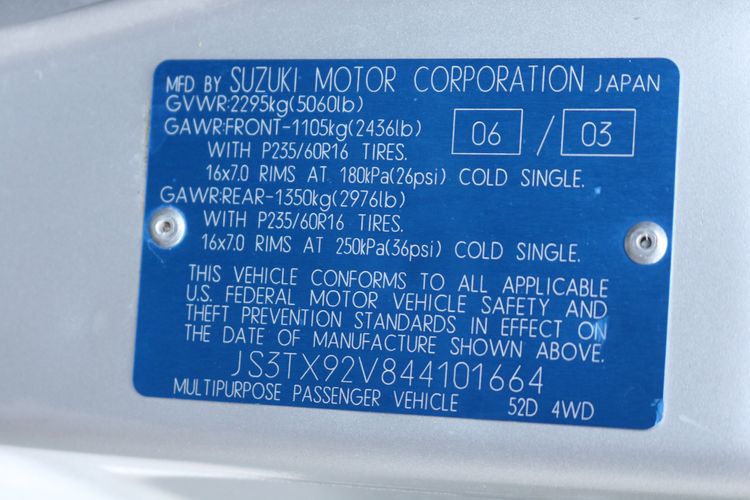 MFD BY SUZUKI MOTOR CORPORATION JAPAN
GVWR:2295kg(5060lb)
GAWR:FRONT-1105kg(2436lb) 06 / 03
WITH P235/60R16 TIRES.
16x7.0 RIMS AT 180kPa(26psi) COLD SINGLE.
GAWR:REAR-1350kg(2976lb)
WITH P235/60R16 TIRES.
16x7.0 RIMS AT 250kPa(36psi) COLD SINGLE.
THIS VEHICLE CONFORMS TO ALL APPLICABLE
U.S. FEDERAL MOTOR VEHICLE SAFETY AND
THEFT PREVENTION STANDARDS IN EFFECT ON
THE DATE OF MANUFACTURE SHOWN ABOVE.
JS3TX92V844101664
MULTIPURPOSE PASSENGER VEHICLE 52D 4WD